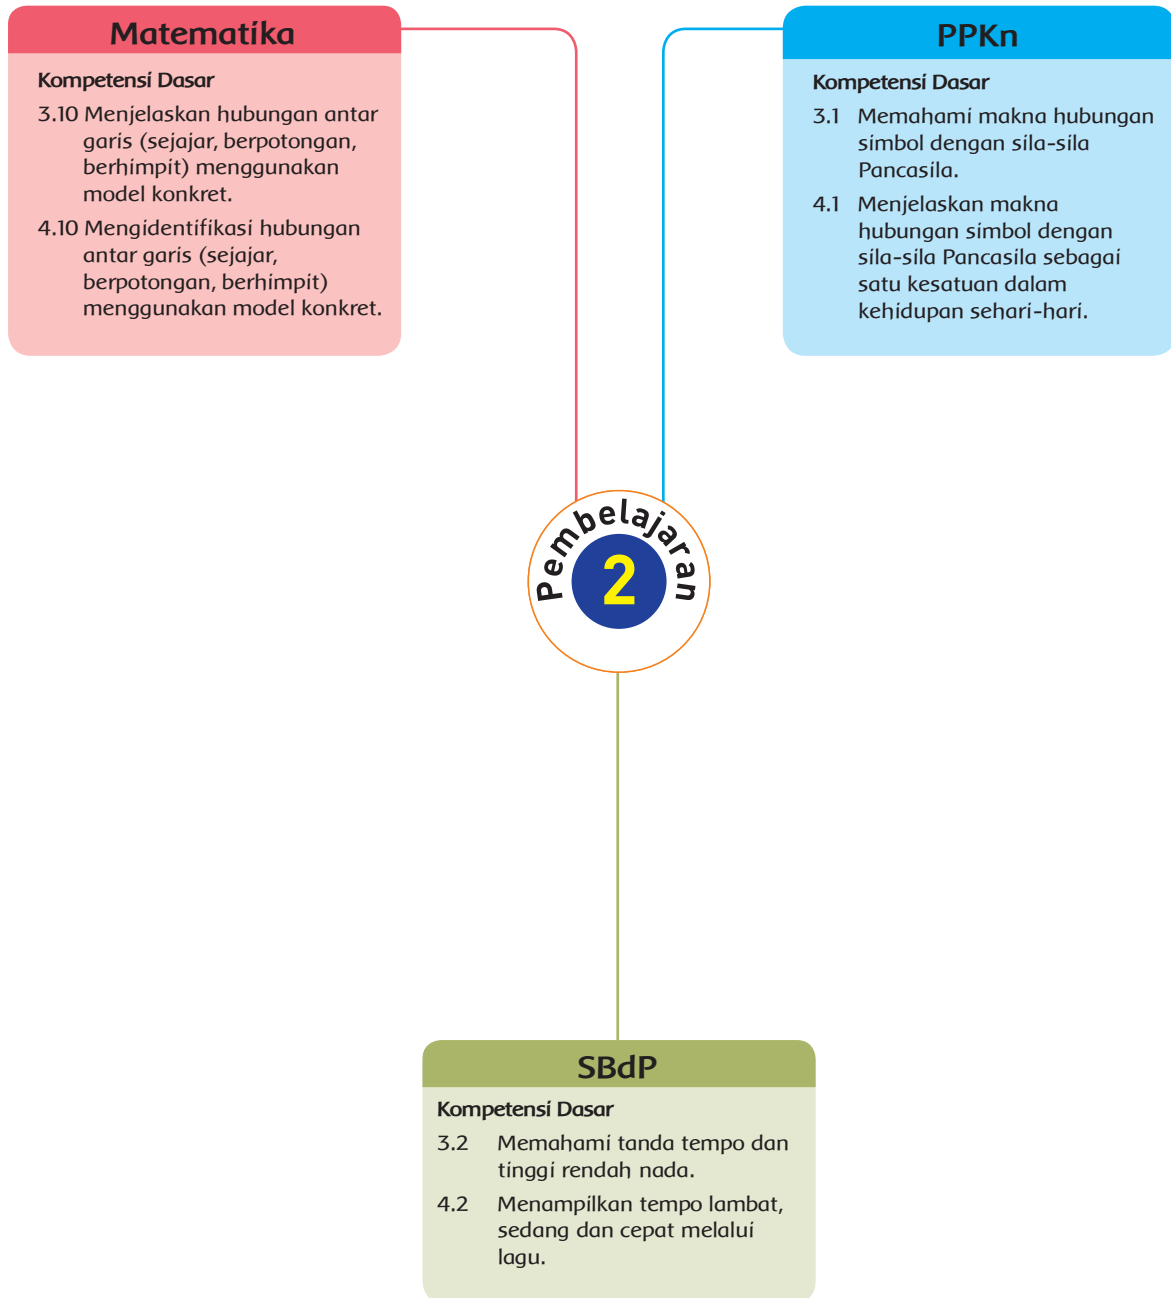 Matematika
Kompetensi Dasar
3.10 Menjelaskan hubungan antar
garis (sejajar, berpotongan,
berhimpit) menggunakan
model konkret.
4.10 Mengidentifikasi hubungan
antar garis (sejajar,
berpotongan, berhimpit)
menggunakan model konkret.
PPKn
Kompetensi Dasar
3.1 Memahami makna hubungan
simbol dengan sila-sila
Pancasila.
4.1 Menjelaskan makna
hubungan simbol dengan
sila-sila Pancasila sebagai
satu kesatuan dalam
kehidupan sehari-hari.
Pembelajaran
2
SBdP
Kompetensi Dasar
3.2 Memahami tanda tempo dan
tinggi rendah nada.
4.2 Menampilkan tempo lambat,
sedang dan cepat melalui
lagu.